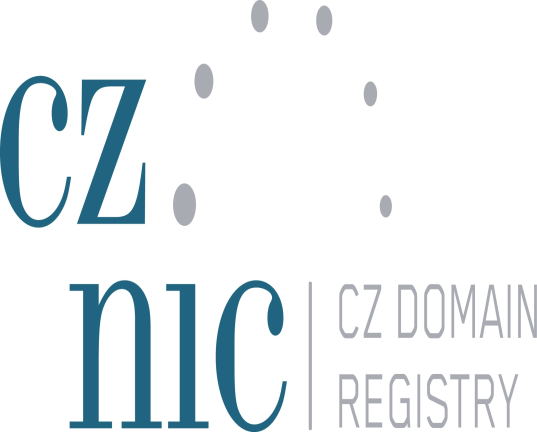 cz
nic
CZ DOMAIN
REGISTRY